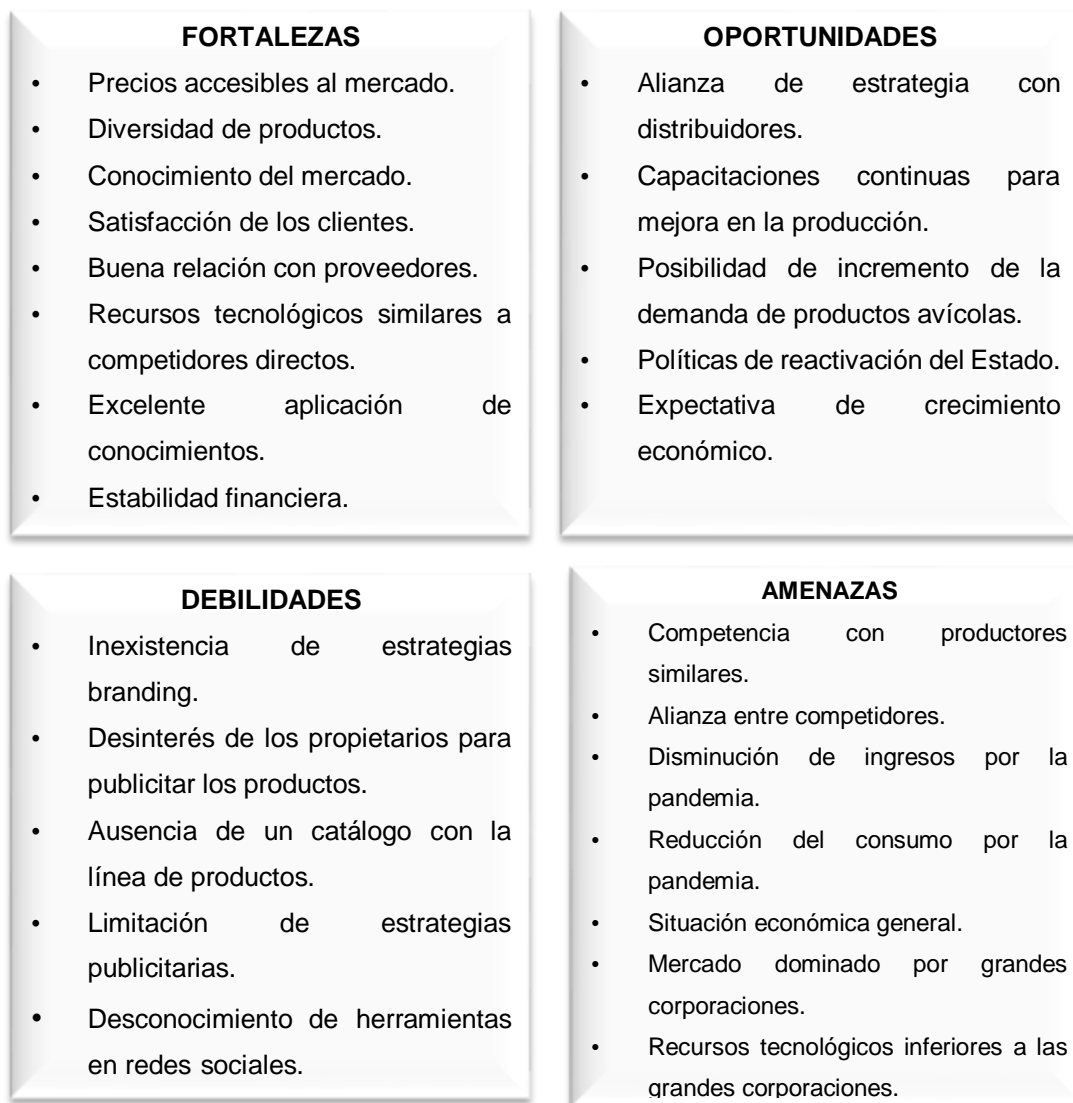 FORTALEZAS
• Precios accesibles al mercado.
• Diversidad de productos.
• Conocimiento del mercado.
• Satisfacción de los clientes.
• Buena relación con proveedores.
• Recursos tecnológicos similares a
competidores directos.
• Excelente aplicación de
conocimientos.
• Estabilidad financiera.
OPORTUNIDADES
• Alianza de estrategia con
distribuidores.
• Capacitaciones continuas para
mejora en la producción.
• Posibilidad de incremento de la
demanda de productos avícolas.
• Políticas de reactivación del Estado.
• Expectativa de crecimiento
económico.
DEBILIDADES
• Inexistencia de estrategias
branding.
• Desinterés de los propietarios para
publicitar los productos.
• Ausencia de un catálogo con la
línea de productos.
• Limitación de estrategias
publicitarias.
• Desconocimiento de herramientas
en redes sociales.
AMENAZAS
• Competencia con productores
similares.
• Alianza entre competidores.
• Disminución de ingresos por la
pandemia.
• Reducción del consumo por la
pandemia.
• Situación económica general.
• Mercado dominado por grandes
corporaciones.
• Recursos tecnológicos inferiores a las
grandes corporaciones.